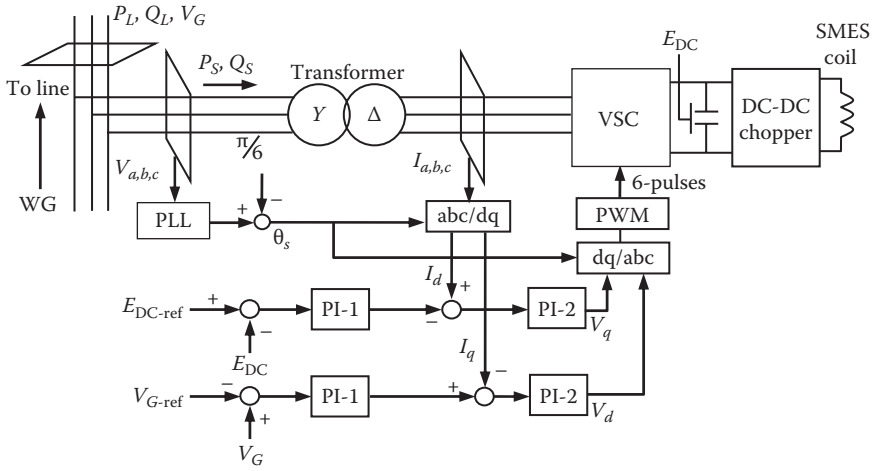 P_L, Q_L, V_G
P_S, Q_S
Transformer
E_DC
SMES
coil
To line
Y
Δ
VSC
DC-DC
chopper
π/6
V_a,b,c
I_a,b,c
WG
6-pulses
PLL
+
−
θ_s
abc/dq
PWM
dq/abc
I_d
+
E_DC-ref
+
−
PI-1
−
PI-2
V_q
E_DC
I_q
−
V_G-ref
−
+
PI-1
+
PI-2
V_d
V_G